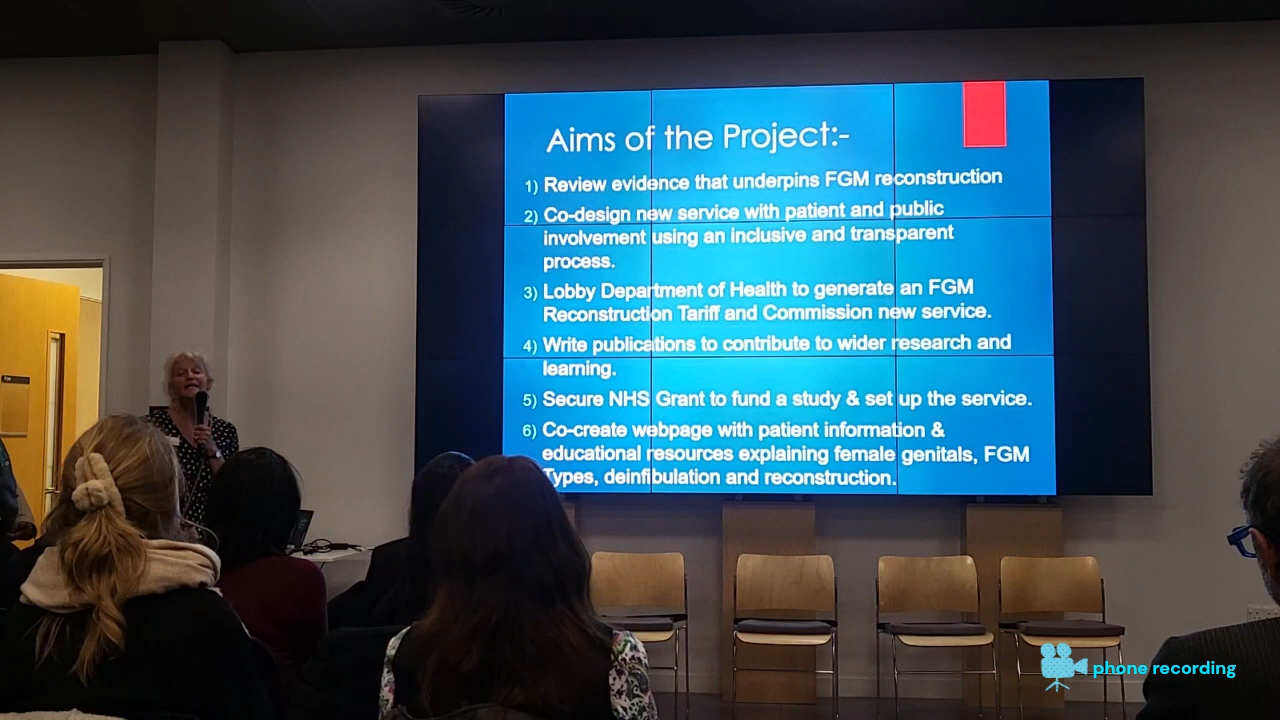 Aims of the Project:-
1) Review evidence that underpins FGM reconstruction
2) Co-design new service with patient and public
involvement using an inclusive and transparent
process.
3) Lobby Department of Health to generate an FGM
Reconstruction Tariff and Commission new service.
4) Write publications to contribute to wider research and
learning.
5) Secure NHS Grant to fund a study & set up the service.
6) Co-create webpage with patient information &
educational resources explaining female genitals, FGM
Types, deinfibulation and reconstruction.
phone recording